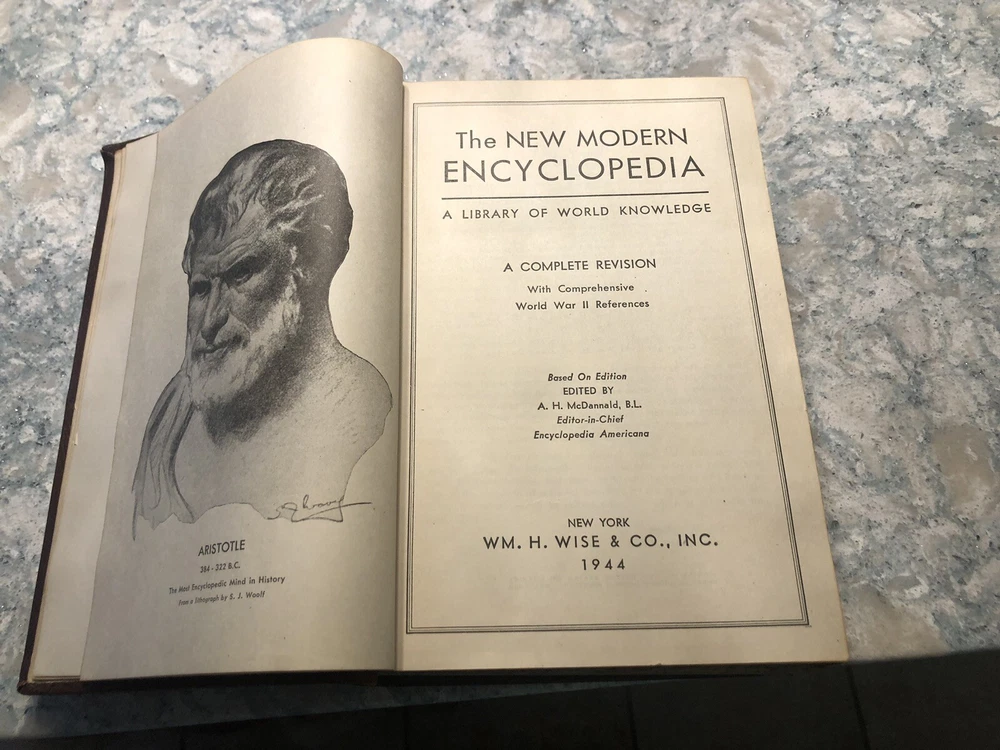 ARISTOTLE
384 - 322 B.C.
The Most Encyclopedic Mind in History
From a lithograph by S. J. Woolf
The NEW MODERN
ENCYCLOPEDIA
A LIBRARY OF WORLD KNOWLEDGE
A COMPLETE REVISION
With Comprehensive
World War II References
Based On Edition
EDITED BY
A. H. McDannald, B.L.
Editor-in-Chief
Encyclopedia Americana
NEW YORK
WM. H. WISE & CO., INC.
1944